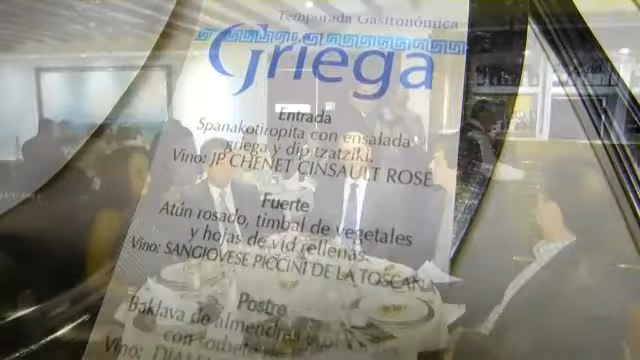 Temporada Gastronómica
Griega
Entrada
Spanakotiropita con ensalada
griega y dip tzatziki.
Vino: JP CHENET CINSAULT ROSE
Fuerte
Atún rosado, timbal de vegetales
y hojas de vid rellenas.
Vino: SANGIOVESE PICCINI DE LA TOSCANA
Postre
Baklava de almendras
con
Vino: